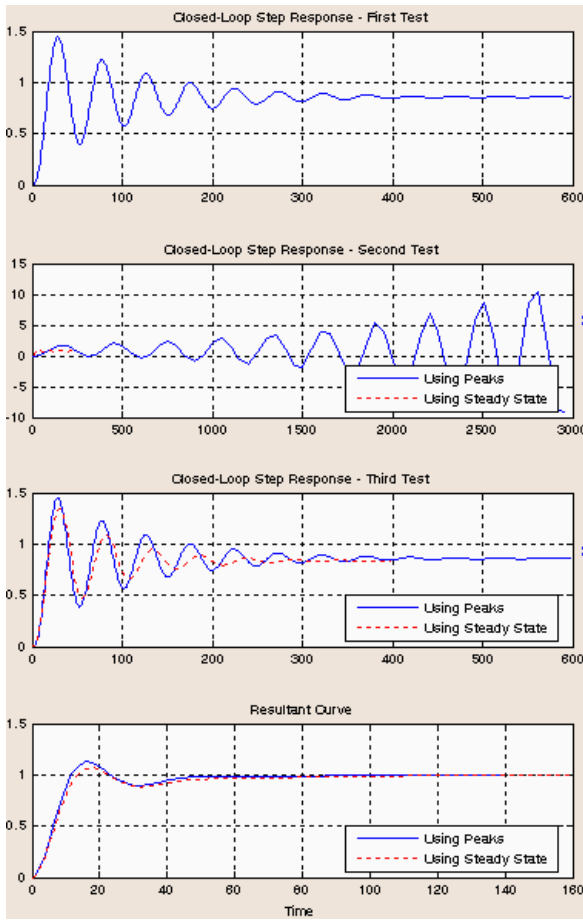 Closed-Loop Step Response - First Test
1.5
1
0.5
0
0 100 200 300 400 500 600
Closed-Loop Step Response - Second Test
15
10
5
0
-5
-10
0 500 1000 1500 2000 2500 3000
Using Peaks
Using Steady State
Closed-Loop Step Response - Third Test
1.5
1
0.5
0
0 100 200 300 400 500 600
Using Peaks
Using Steady State
Resultant Curve
1.5
1
0.5
0
0 20 40 60 80 100 120 140 160
Using Peaks
Using Steady State
Time